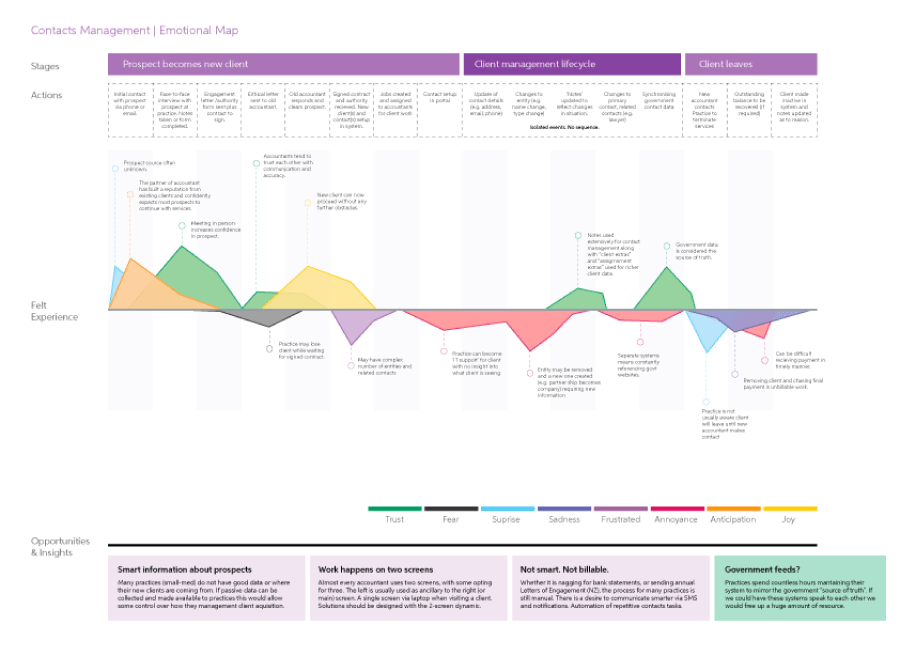 Contacts Management | Emotional Map
Stages
Prospect becomes new client
Client management lifecycle
Client leaves
Actions
Initial contact
with prospect
via phone or
email.
Face-to-face
interview with
prospect at
practice. Notes
taken or form
completed.
Engagement
letter/authority
form sent/or at
contract to
sign.
Ethical letter
sent to old
accountant
Old accountant
responds and
clears prospect.
Signed contract
and authority
received. New
client(s) and
contact(s) setup
in system.
Jobs created
and assigned
to accountants
for client work
Contact setup
in portal
Update of
contact details
(e.g. address,
email, phone)
Changes to
entity (e.g.
name change,
type change)
'Notes'
updated to
reflect changes
in situation.
Changes to
primary
contact, related
contacts (e.g.
lawyer)
Synchronising
government
contact data
Isolated events. No sequence.
New
accountant
contacts
Practice to
terminate
services
Outstanding
balance to be
recovered (if
required)
Client made
inactive in
system and
notes updated
as to reason.
Prospect source often
unknown.
The partner of accountant
has built a reputation from
existing clients and confidently
expects most prospects to
continue with services.
Meeting in person
increases confidence
in prospect.
Accountants tend to
trust each other with
communication and
accuracy.
New client can now
proceed without any
further obstacles.
Notes used
extensively for contact
management along
with "client extras"
and "assignment
extras" used for richer
client data.
Government data
is considered the
source of truth.
Felt
Experience
Practice may lose
client while waiting
for signed contract
May have complex
number of entities and
related contacts
Practice can become
'IT support' for client
with no insight into
what client is seeing
Entity may be removed
and a new one created
(e.g. partnership becomes
company) requiring new
information
Separate systems
means constantly
referencing govt
websites.
Can be difficult
recieving payment in
timely manner.
Removing client and chasing final
payment is unbillable work.
Practice is not
usually aware client
will leave until new
accountant makes
contact
Trust
Fear
Suprise
Sadness
Frustrated
Annoyance
Anticipation
Joy
Opportunities
& Insights
Smart information about prospects
Many practices (small-med) do not have good data or where
their new clients are coming from. If passive data can be
collected and made available to practices this would allow
some control over how they management client aquisition.
Work happens on two screens
Almost every accountant uses two screens, with some opting
for three. The left is usually used as ancillary to the right (or
main) screen. A single screen via laptop when visiting a client.
Solutions should be designed with the 2-screen dynamic.
Not smart. Not billable.
Whether it is nagging for bank statements, or sending annual
Letters of Engagement (NZ), the process for many practices is
still manual. There is a desire to communicate smarter via SMS
and notifications. Automation of repetitive contacts tasks.
Government feeds?
Practices spend countless hours maintaining their
system to mirror the government "source of truth". If
we could have these systems speak to each other we
would free up a huge amount of resource.